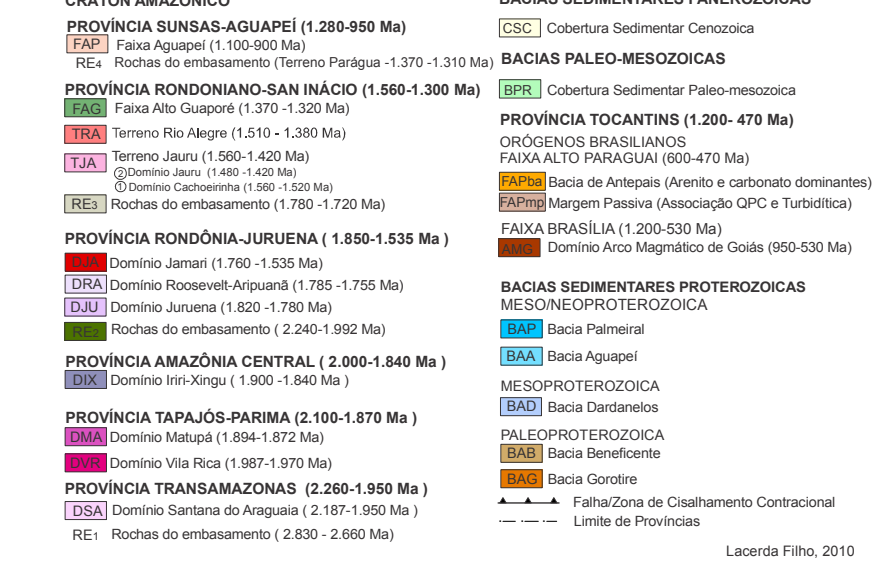 CRÁTON AMAZÔNICO
PROVÍNCIA SUNSAS-AGUAPEÍ (1.280-950 Ma)
FAP Faixa Aguapeí (1.100-900 Ma)
RE4 Rochas do embasamento (Terreno Parágua -1.370 -1.310 Ma)
PROVÍNCIA RONDONIANO-SAN INÁCIO (1.560-1.300 Ma)
FAG Faixa Alto Guaporé (1.370 -1.320 Ma)
TRA Terreno Rio Alegre (1.510 - 1.380 Ma)
TJA Terreno Jauru (1.560-1.420 Ma)
② Domínio Jauru (1.480 -1.420 Ma)
① Domínio Cachoeirinha (1.560 -1.520 Ma)
RE3 Rochas do embasamento (1.780 -1.720 Ma)
PROVÍNCIA RONDÔNIA-JURUENA ( 1.850-1.535 Ma )
DJA Domínio Jamari (1.760 -1.535 Ma)
DRA Domínio Roosevelt-Aripuanã (1.785 -1.755 Ma)
DJU Domínio Juruena (1.820 -1.780 Ma)
RE2 Rochas do embasamento ( 2.240-1.992 Ma)
PROVÍNCIA AMAZÔNIA CENTRAL ( 2.000-1.840 Ma )
DIX Domínio Iriri-Xingu ( 1.900 -1.840 Ma )
PROVÍNCIA TAPAJÓS-PARIMA (2.100-1.870 Ma )
DMA Domínio Matupá (1.894-1.872 Ma)
DVR Domínio Vila Rica (1.987-1.970 Ma)
PROVÍNCIA TRANSAMAZONAS (2.260-1.950 Ma )
DSA Domínio Santana do Araguaia ( 2.187-1.950 Ma )
RE1 Rochas do embasamento ( 2.830 - 2.660 Ma)
BACIAS SEDIMENTARES FANEROZOICAS
CSC Cobertura Sedimentar Cenozoica
BACIAS PALEO-MESOZOICAS
BPR Cobertura Sedimentar Paleo-mesozoica
PROVÍNCIA TOCANTINS (1.200- 470 Ma)
ORÓGENOS BRASILIANOS
FAIXA ALTO PARAGUAI (600-470 Ma)
FAPba Bacia de Antepais (Arenito e carbonato dominantes)
FAPmp Margem Passiva (Associação QPC e Turbidítica)
FAIXA BRASÍLIA (1.200-530 Ma)
AMG Domínio Arco Magmático de Goiás (950-530 Ma)
BACIAS SEDIMENTARES PROTEROZOICAS
MESO/NEOPROTEROZOICA
BAP Bacia Palmeiral
BAA Bacia Aguapeí
MESOPROTEROZOICA
BAD Bacia Dardanelos
PALEOPROTEROZOICA
BAB Bacia Beneficente
BAG Bacia Gorotire
Falha/Zona de Cisalhamento Contracional
Limite de Províncias
Lacerda Filho, 2010